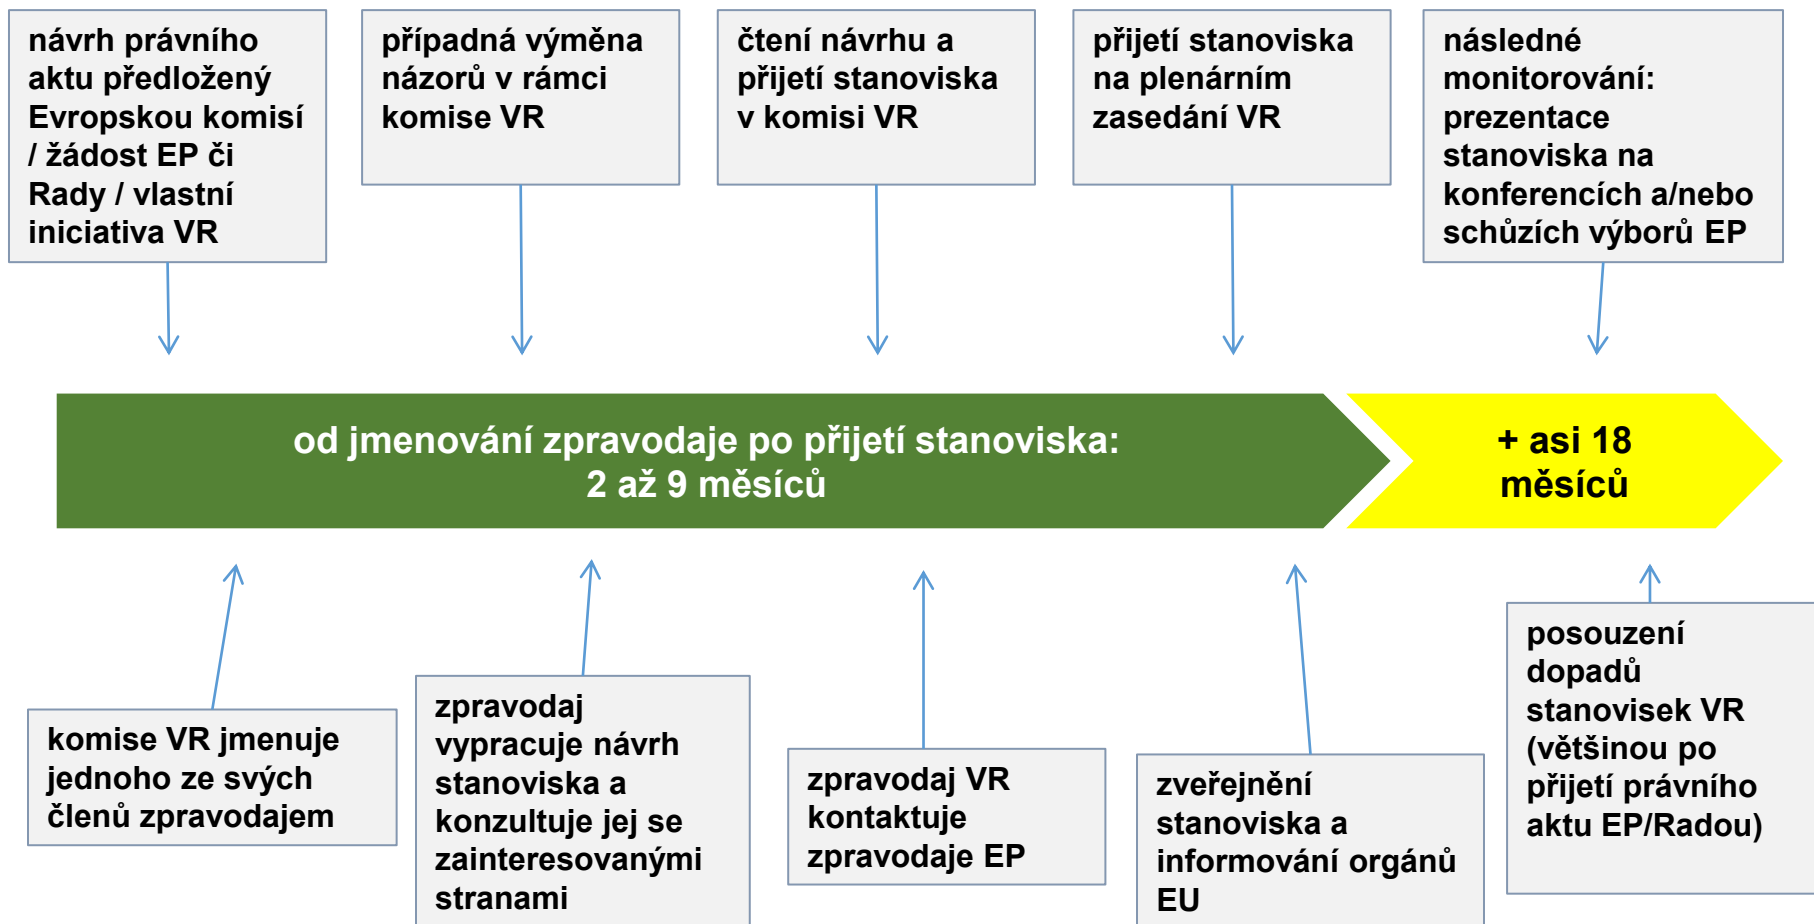 návrh právního
aktu předložený
Evropskou komisí
/ žádost EP či
Rady / vlastní
iniciativa VR
případná výměna
názorů v rámci
komise VR
čtení návrhu a
přijetí stanoviska
v komisi VR
přijetí stanoviska
na plenárním
zasedání VR
následné
monitorování:
prezentace
stanoviska na
konferencích a/nebo
schůzích výborů EP
od jmenování zpravodaje po přijetí stanoviska:
2 až 9 měsíců
+ asi 18
měsíců
komise VR jmenuje
jednoho ze svých
členů zpravodajem
zpravodaj
vypracuje návrh
stanoviska a
konzultuje jej se
zainteresovanými
stranami
zpravodaj VR
kontaktuje
zpravodaje EP
zveřejnění
stanoviska a
informování orgánů
EU
posouzení
dopadů
stanovisek VR
(většinou po
přijetí právního
aktu EP/Radou)